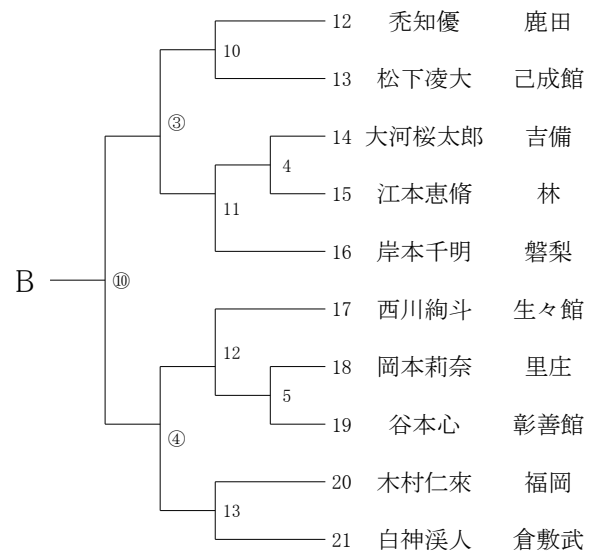 12 禿知優 鹿田
10
13 松下凌大 己成館
③
14 大河桜太郎 吉備
4
15 江本恵脩 林
11
16 岸本千明 磐梨
B ⑩
17 西川絢斗 生々館
12
18 岡本莉奈 里庄
5
19 谷本心 彰善館
④
20 木村仁來 福岡
13
21 白神渓人 倉敷武